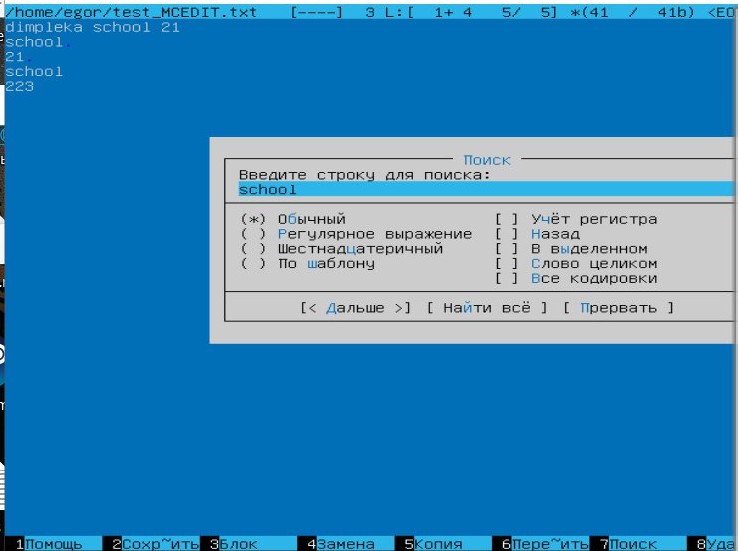 /home/egor/test_MCEDIT.txt [----] 3 L:[ 1+ 4 5/ 5] *(41 / 41b) <EO
dimpleka school 21
school.
21.
school
223
Поиск
Введите строку для поиска:
school
(*) Обычный [ ] Учёт регистра
( ) Регулярное выражение [ ] Назад
( ) Шестнадцатеричный [ ] В выделенном
( ) По шаблону [ ] Слово целиком
[ ] Все кодировки
[< Дальше >] [ Найти всё ] [ Прервать ]
1Помощь 2Сохр~ить 3Блок 4Замена 5Копия 6Пере~ить 7Поиск 8Уда